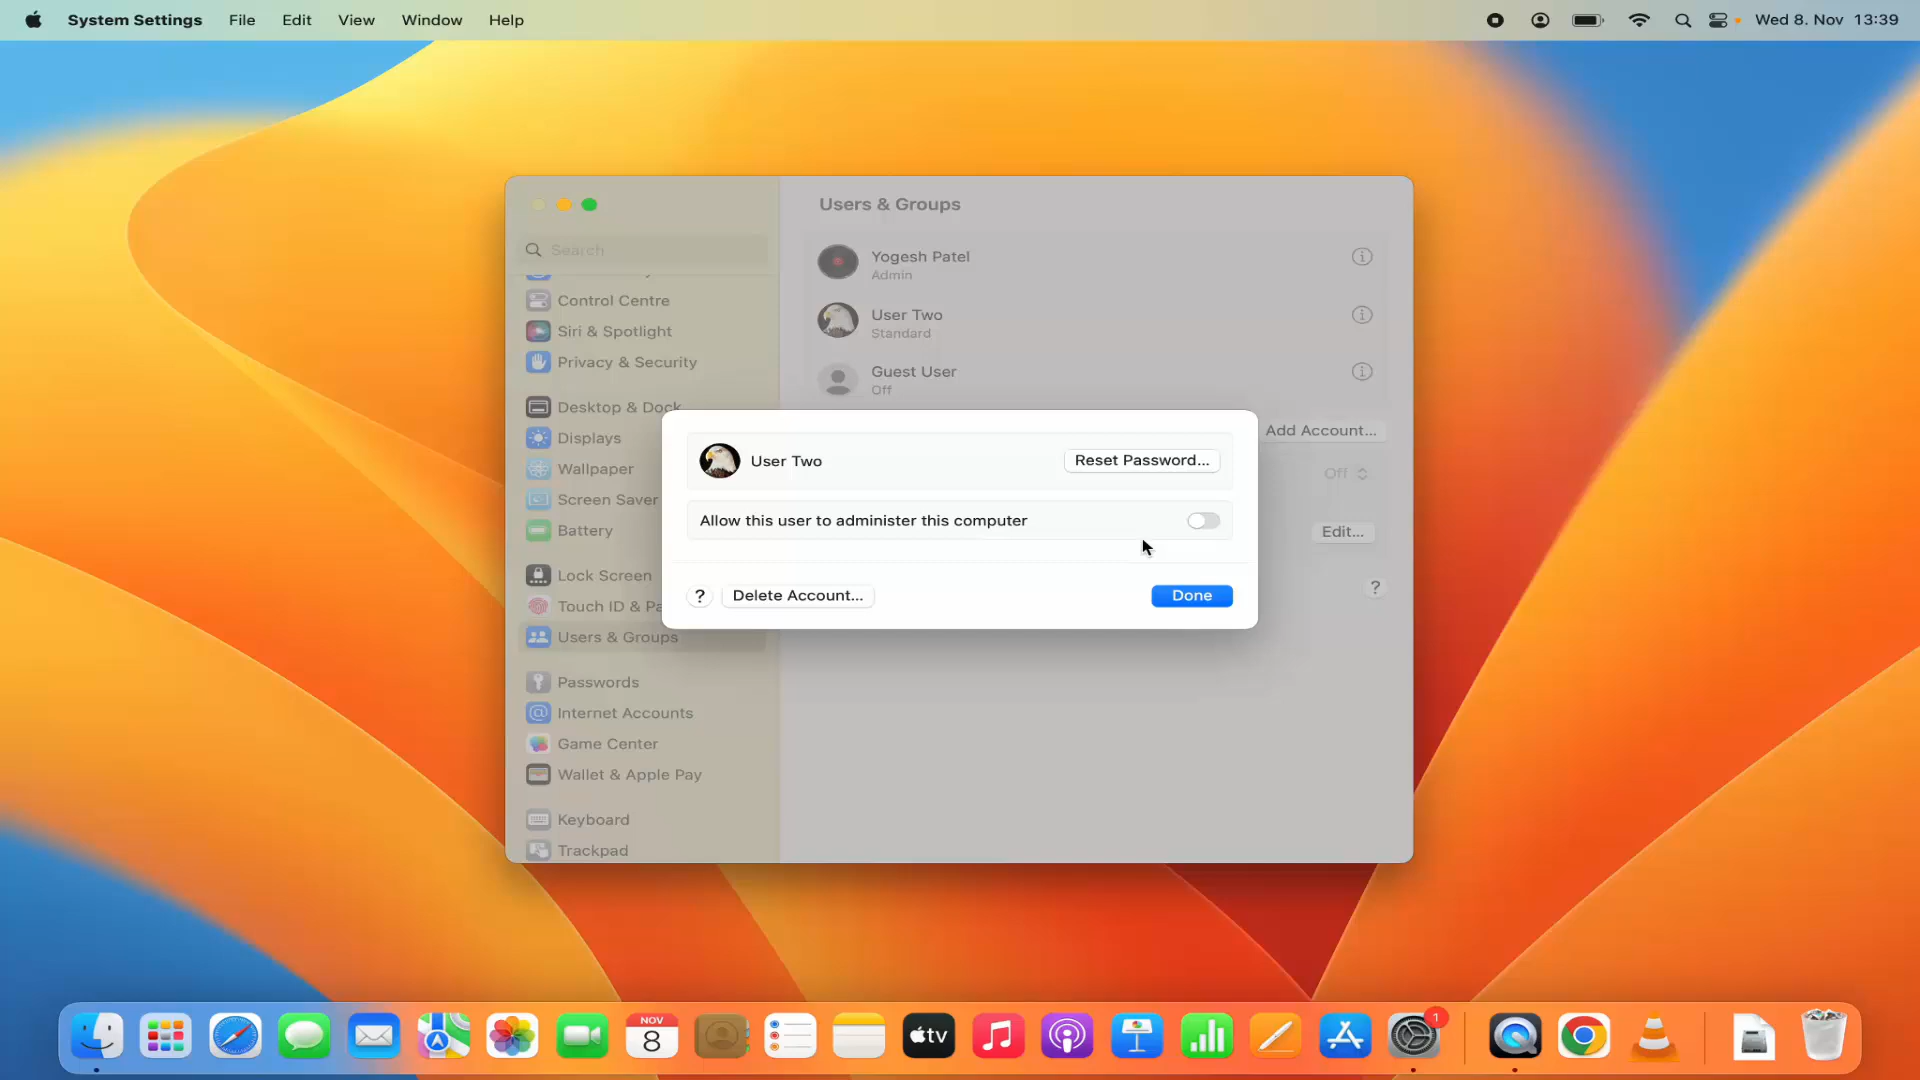 System Settings File Edit View Window Help
Wed 8. Nov 13:39
Users & Groups
Search
Yogesh Patel
Admin
Control Centre
User Two
Standard
Siri & Spotlight
Privacy & Security
Guest User
Off
Desktop & Dock
Add Account...
Displays
User Two
Reset Password...
Wallpaper
Off
Screen Saver
Allow this user to administer this computer
Battery
Edit...
Lock Screen
?
? Delete Account...
Done
Touch ID & Pa
Users & Groups
Passwords
Internet Accounts
Game Center
Wallet & Apple Pay
Keyboard
Trackpad
NOV
8
tv
1